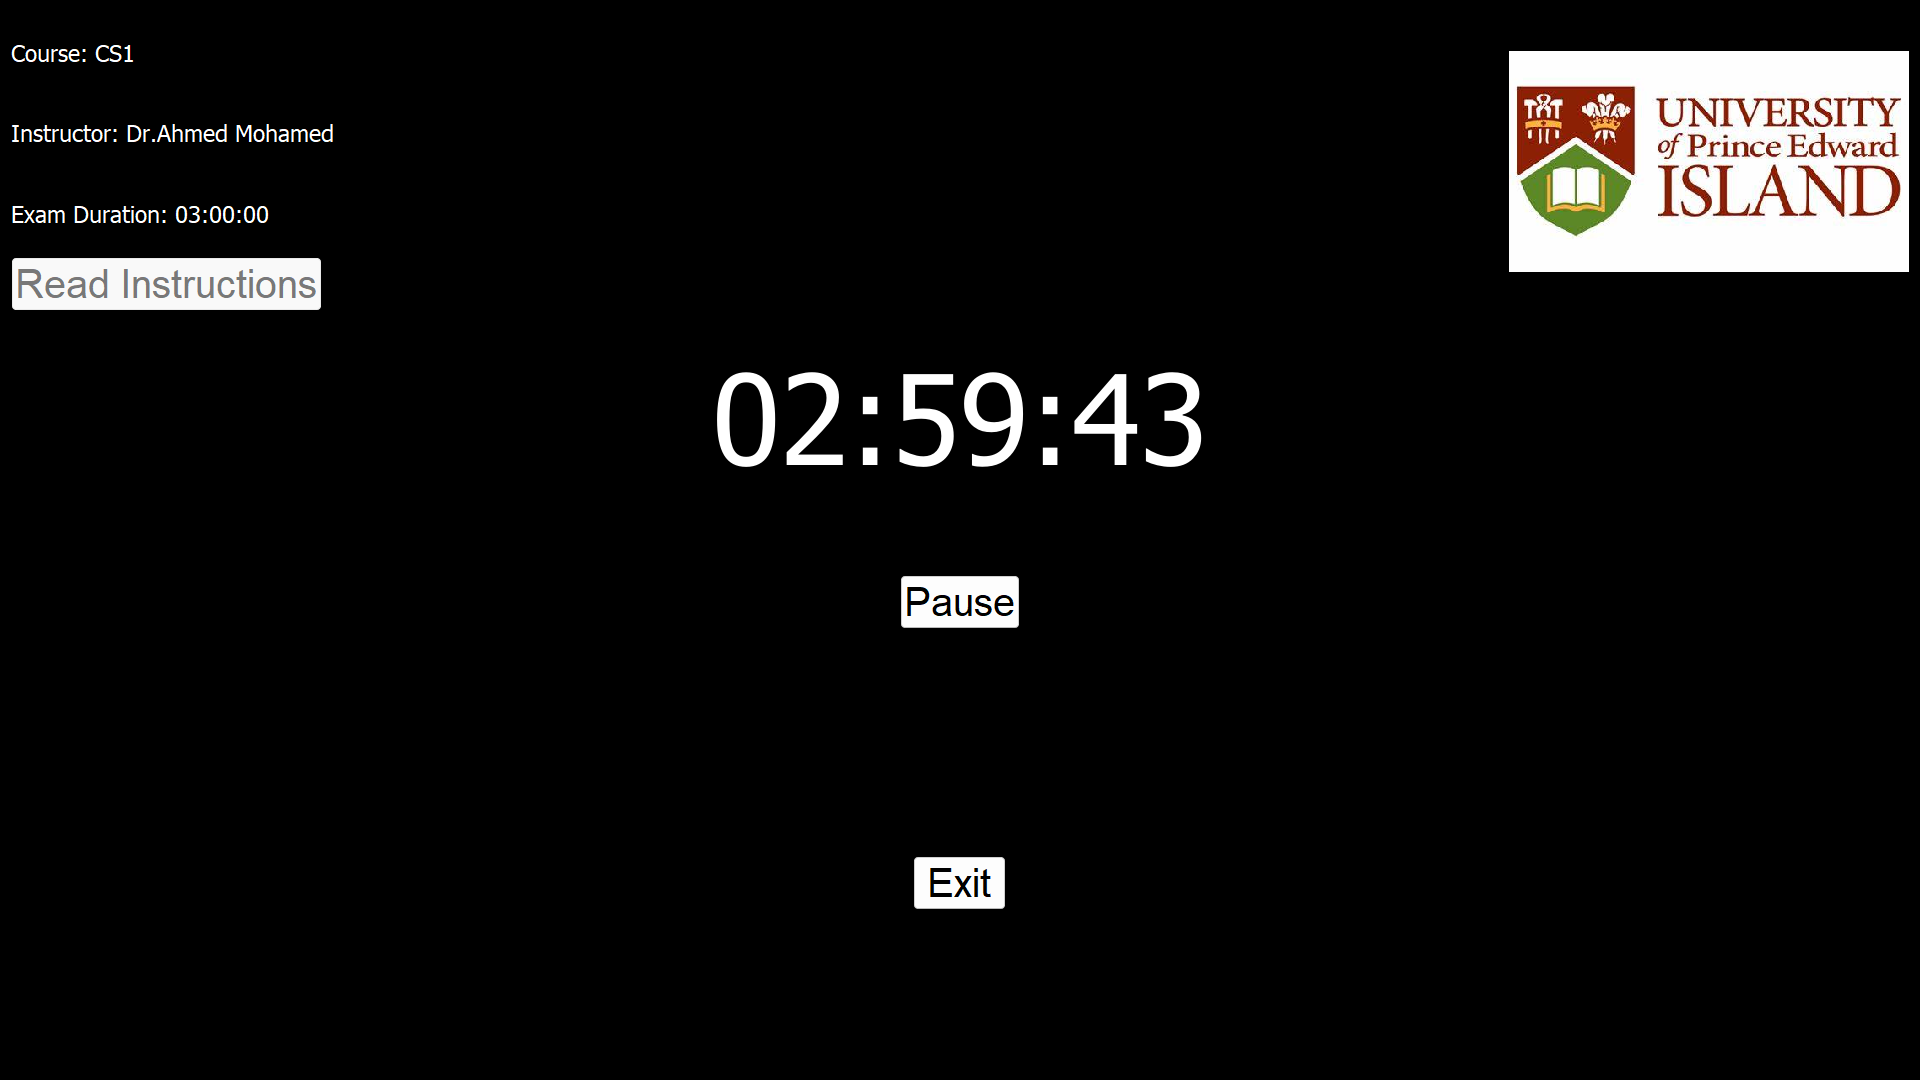 Course: CS1
Instructor: Dr.Ahmed Mohamed
Exam Duration: 03:00:00
Read Instructions
UNIVERSITY
of Prince Edward
ISLAND
02:59:43
Pause
Exit